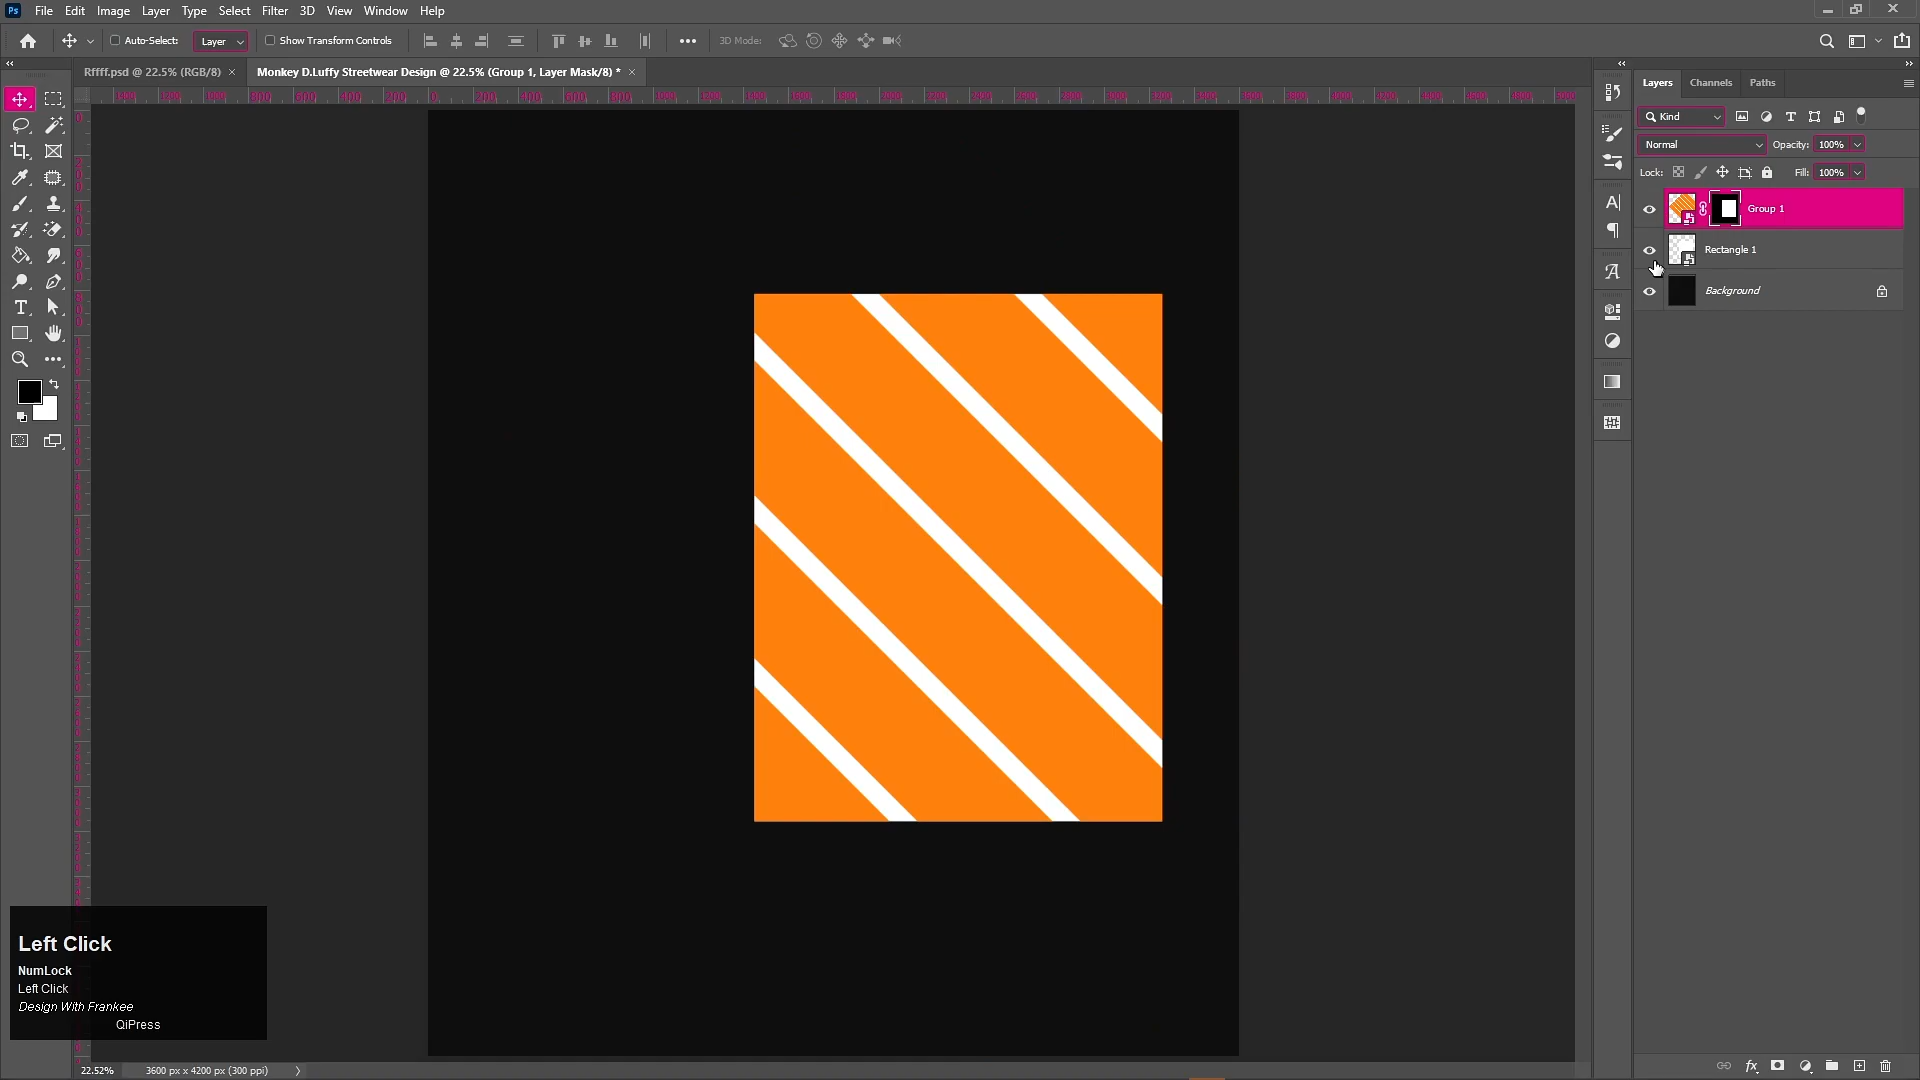 Ps File Edit Image Layer Type Select Filter 3D View Window Help
Auto-Select: Layer Show Transform Controls 3D Mode:
Rffff.psd @ 22.5% (RGB/8) × Monkey D.Luffy Streetwear Design @ 22.5% (Group 1, Layer Mask/8) * ×
Layers Channels Paths
Kind
Normal Opacity: 100%
Lock: Fill: 100%
Group 1
Rectangle 1
Background
Left Click
NumLock
Left Click
Design With Frankee
QiPress
22.52% 3600 px x 4200 px (300 ppi)